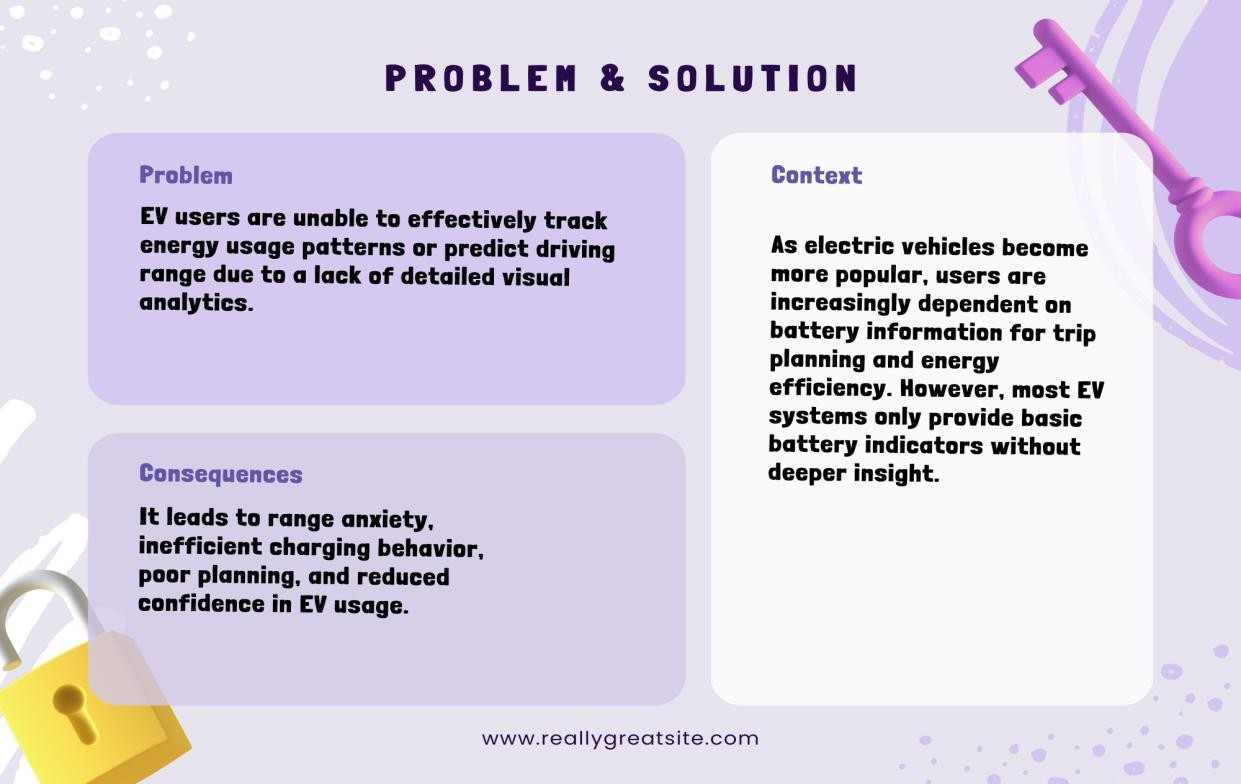 PROBLEM & SOLUTION
Problem
EV users are unable to effectively track
energy usage patterns or predict driving
range due to a lack of detailed visual
analytics.
Consequences
It leads to range anxiety,
inefficient charging behavior,
poor planning, and reduced
confidence in EV usage.
Context
As electric vehicles become
more popular, users are
increasingly dependent on
battery information for trip
planning and energy
efficiency. However, most EV
systems only provide basic
battery indicators without
deeper insight.
www.reallygreatsite.com